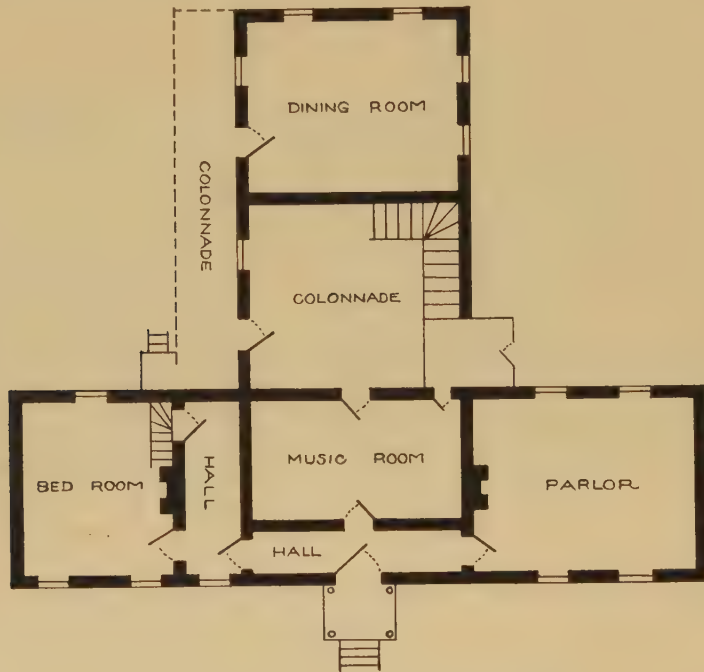 DINING ROOM
COLONNADE
COLONNADE
MUSIC ROOM
BED ROOM
HALL
PARLOR
HALL